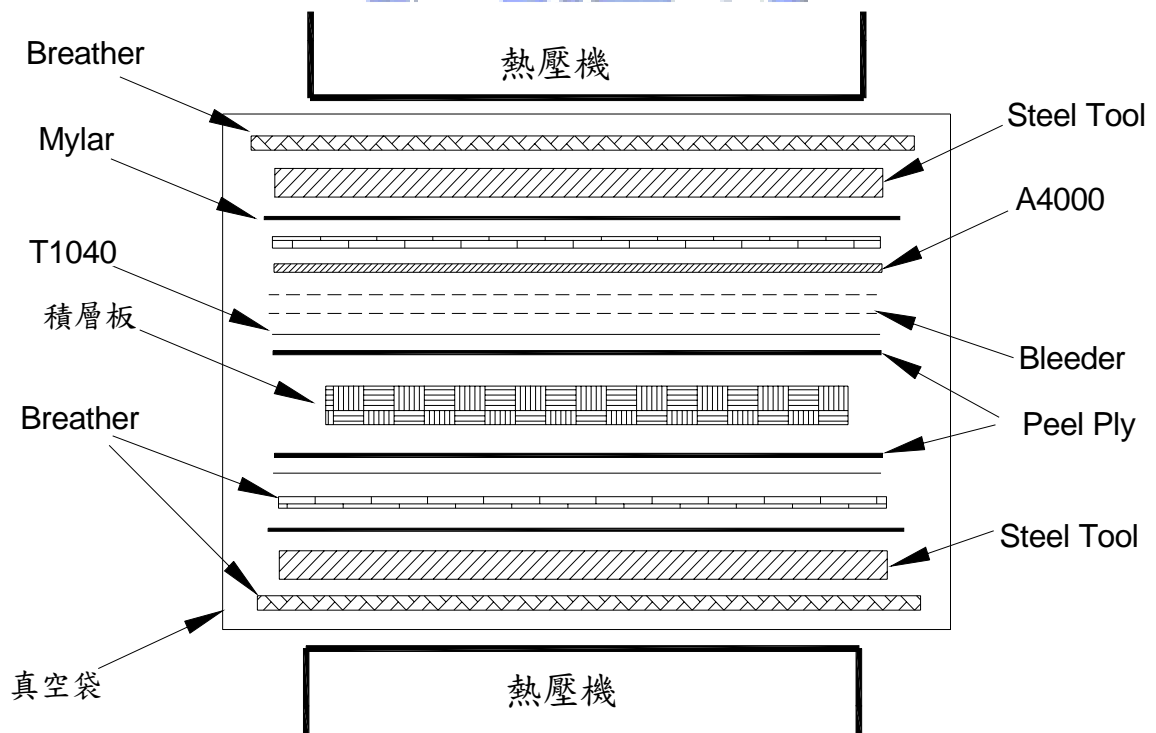 熱壓機
Breather
Steel Tool
Mylar
A4000
T1040
積層板
Bleeder
Breather
Peel Ply
Steel Tool
真空袋
熱壓機